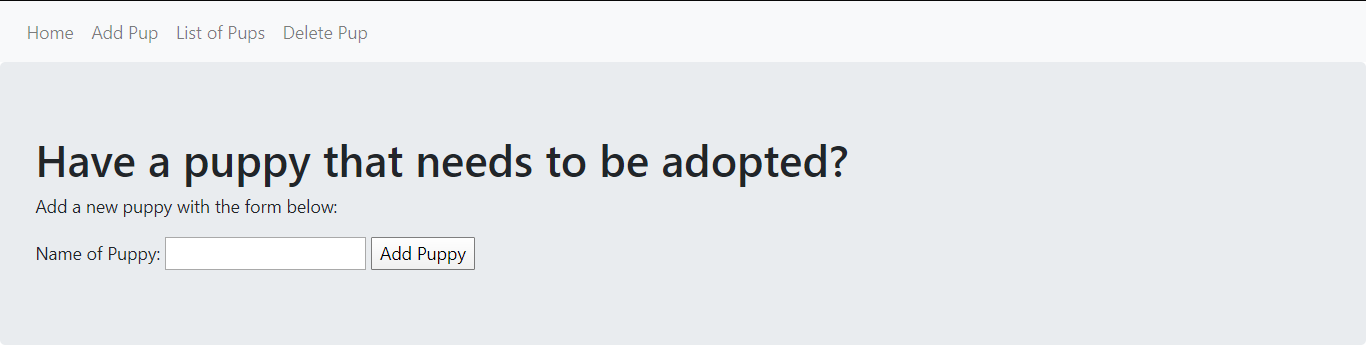 Home Add Pup List of Pups Delete Pup
Have a puppy that needs to be adopted?
Add a new puppy with the form below:
Name of Puppy: Add Puppy